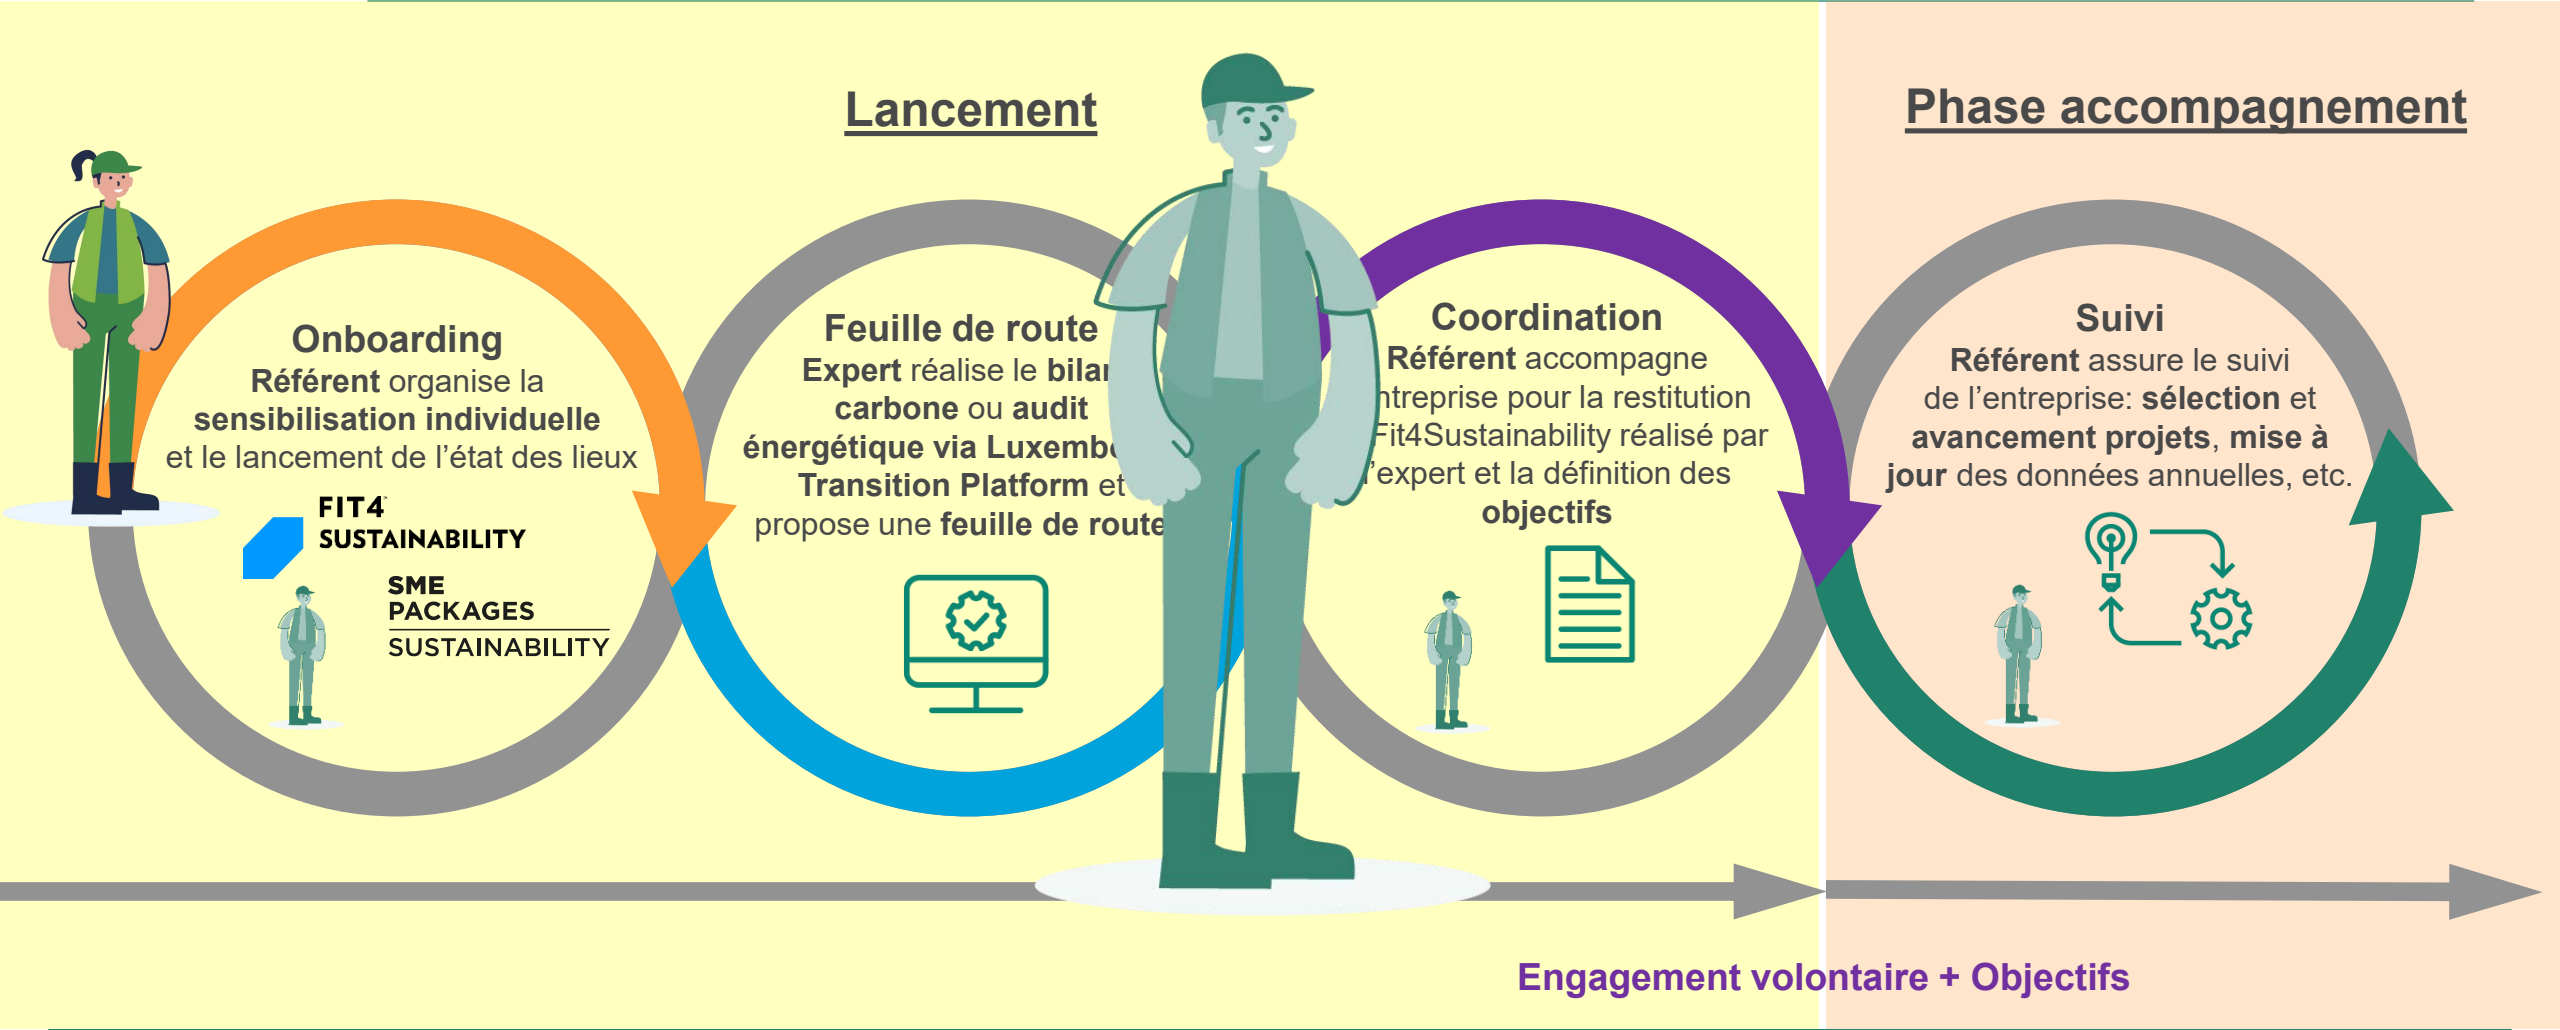 Lancement
Phase accompagnement
Onboarding
Référent organise la
sensibilisation individuelle
et le lancement de l'état des lieux
FIT4
SUSTAINABILITY
SME
PACKAGES
SUSTAINABILITY
Feuille de route
Expert réalise le
carbone ou audit
énergétique via
Transition Platform et
propose une feuille de route
Coordination
Référent accompagne
pour la restitution
Fit4Sustainability réalisé par
l'expert et la définition des
objectifs
Suivi
Référent assure le suivi
de l'entreprise: sélection et
avancement projets, mise à
jour des données annuelles, etc.
Engagement volontaire + Objectifs